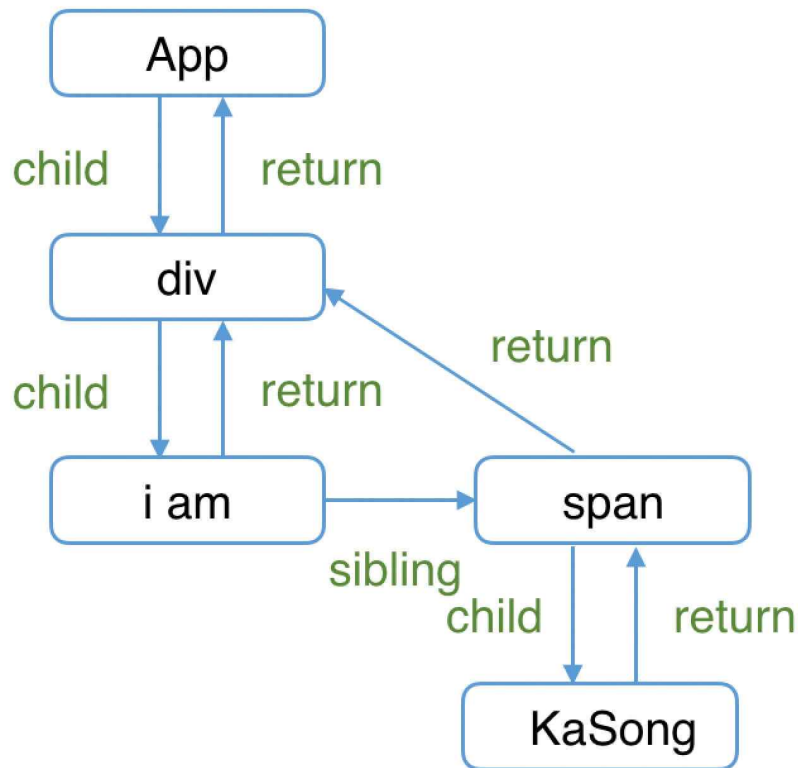 App
child
return
div
return
child
return
i am
span
sibling
child
return
KaSong